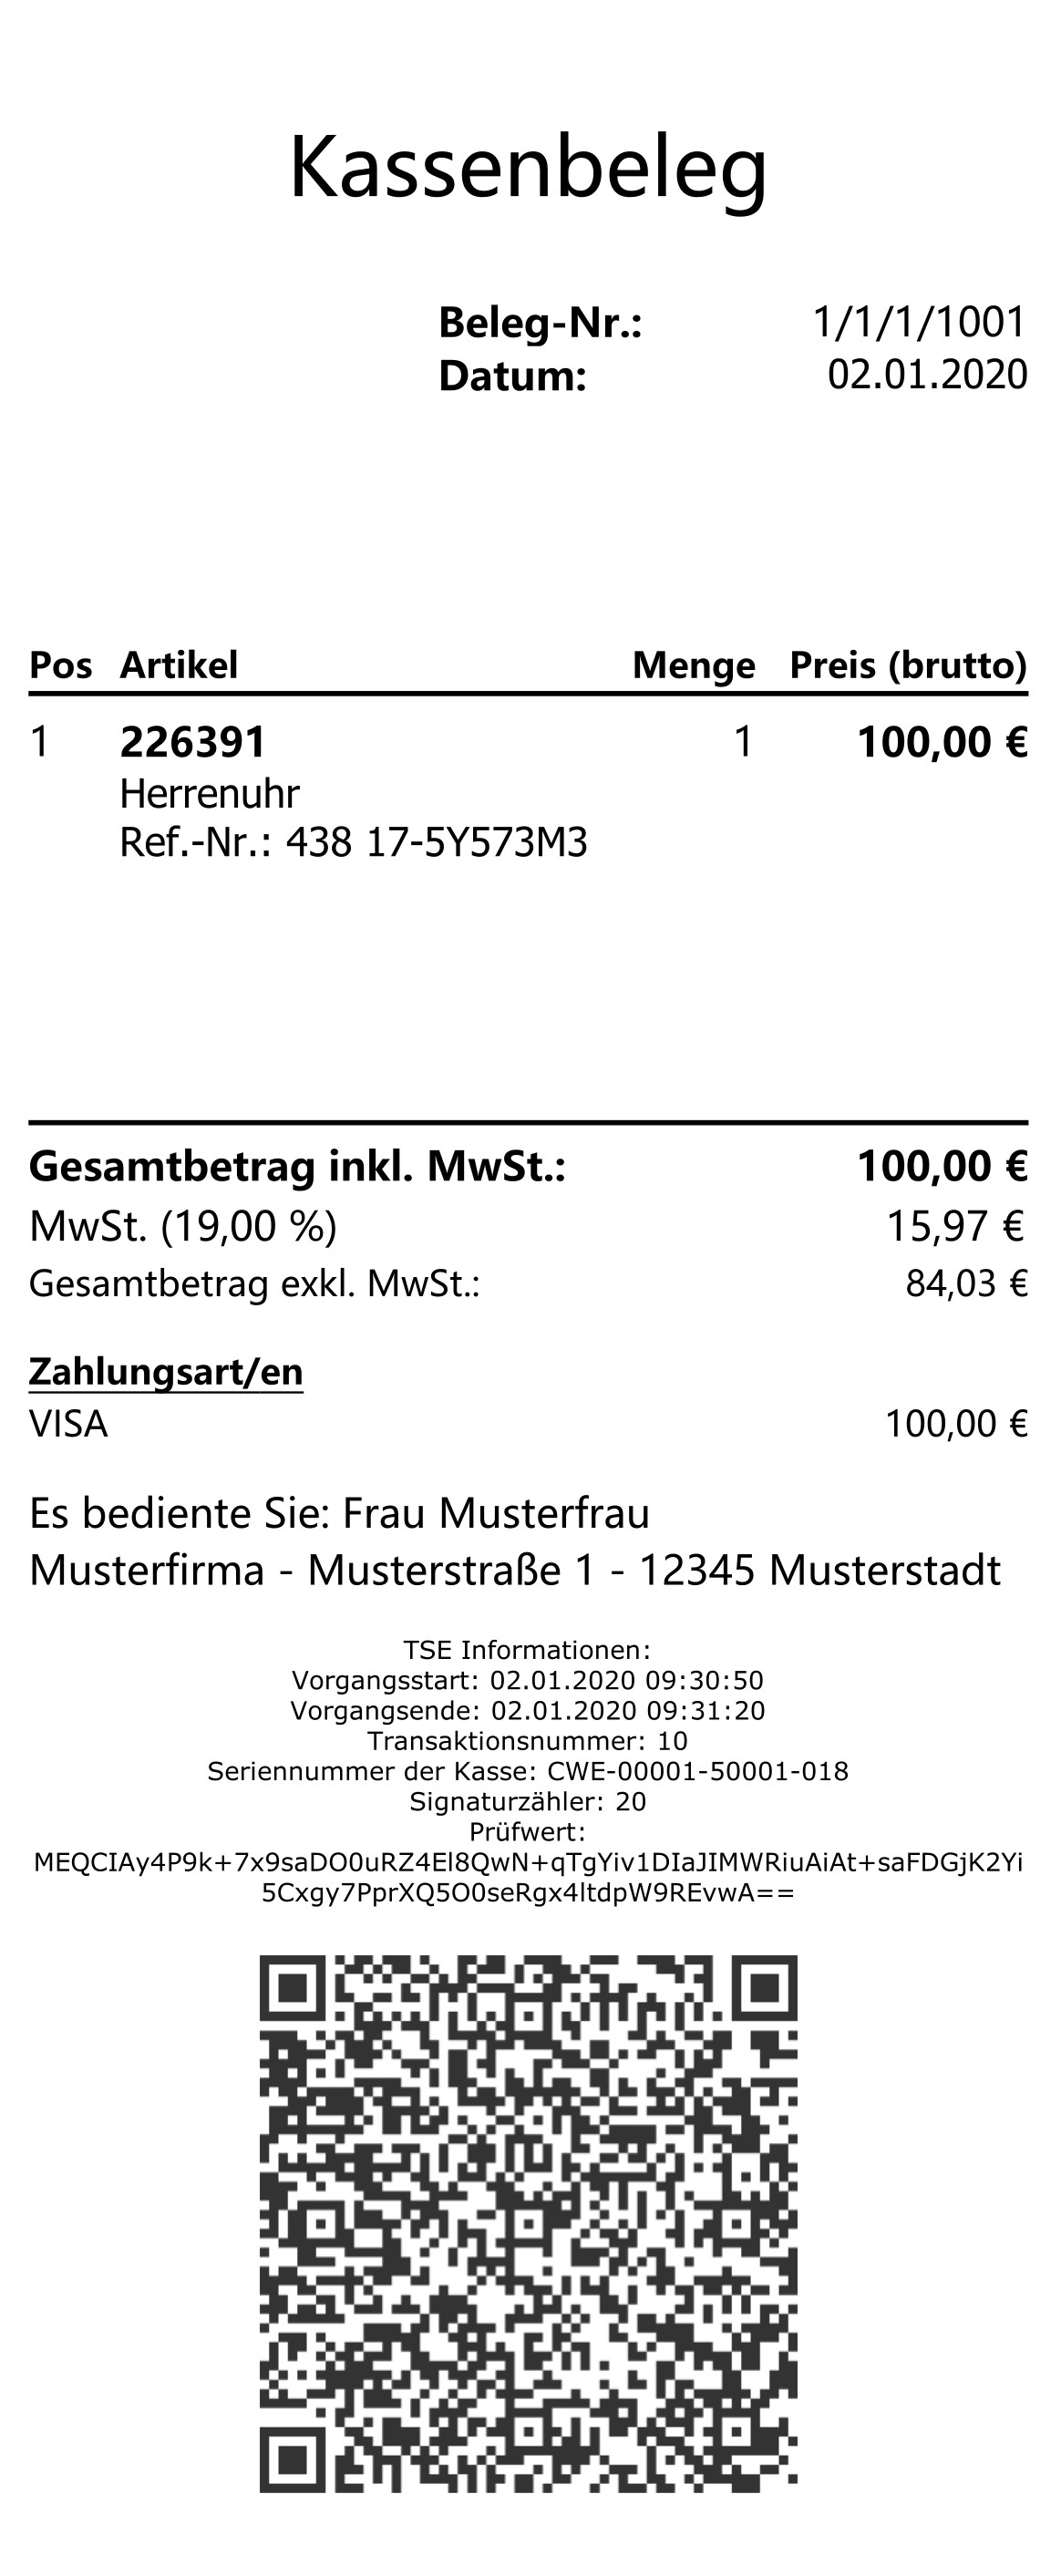 Kassenbeleg
Beleg-Nr.: 1/1/1/1001
Datum: 02.01.2020
Pos Artikel Menge Preis (brutto)
1 226391 1 100,00 €
Herrenuhr
Ref.-Nr.: 438 17-5Y573M3
Gesamtbetrag inkl. MwSt.: 100,00 €
MwSt. (19,00 %) 15,97 €
Gesamtbetrag exkl. MwSt.: 84,03 €
Zahlungsart/en
VISA 100,00 €
Es bediente Sie: Frau Musterfrau
Musterfirma - Musterstraße 1 - 12345 Musterstadt
TSE Informationen:
Vorgangsstart: 02.01.2020 09:30:50
Vorgangsende: 02.01.2020 09:31:20
Transaktionsnummer: 10
Seriennummer der Kasse: CWE-00001-50001-018
Signaturzähler: 20
Prüfwert:
MEQCIAy4P9k+7x9saDO0uRZ4El8QwN+qTgYiv1DIaJIMWRiuAiAt+saFDGjK2Yi
5Cxgy7PprXQ5O0seRgx4ltdpW9REvwA==